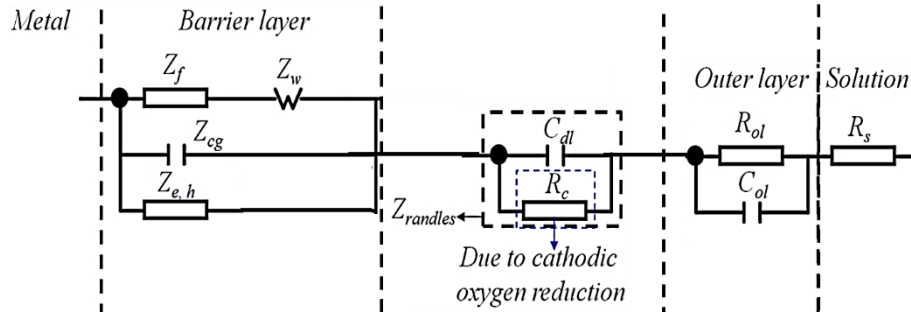 Metal
Barrier layer
Outer layer
Solution
Z_f
Z_w
Z_cg
Z_e, h
C_dl
R_c
Z_randles
Due to cathodic
oxygen reduction
R_ol
C_ol
R_s